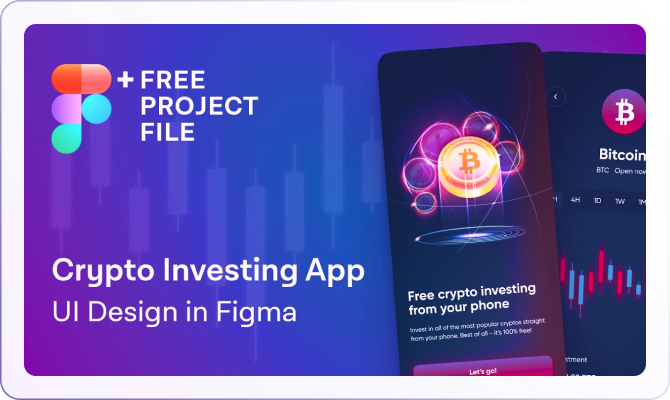 + FREE
PROJECT
FILE
Crypto Investing App
UI Design in Figma
Free crypto investing
from your phone
Invest in all of the most popular cryptos straight
from your phone. Best of all - it's 100% free!
Let's go!
Bitcoin
BTC Open now
H 4H 1D 1W 1M
stment